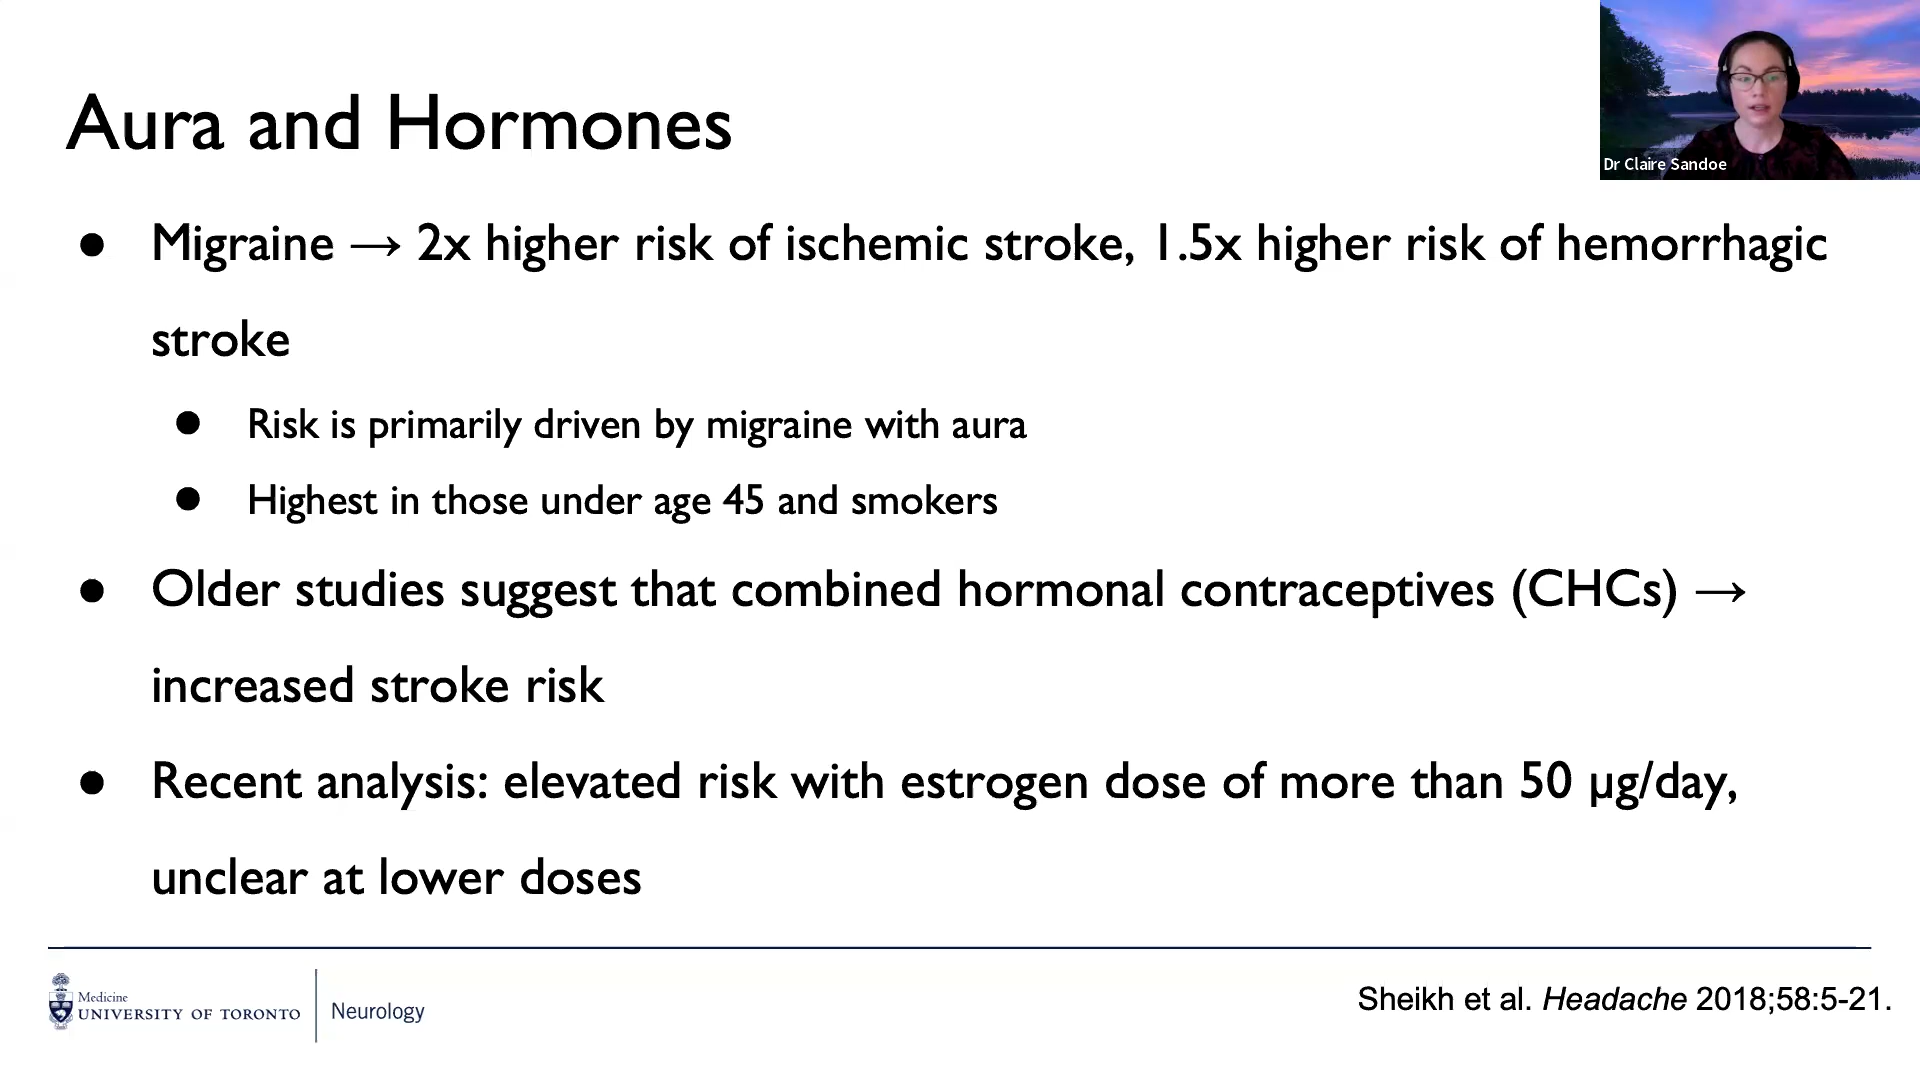 Aura and Hormones
Dr Claire Sandoe
● Migraine → 2x higher risk of ischemic stroke, 1.5x higher risk of hemorrhagic
stroke
● Risk is primarily driven by migraine with aura
● Highest in those under age 45 and smokers
● Older studies suggest that combined hormonal contraceptives (CHCs) →
increased stroke risk
● Recent analysis: elevated risk with estrogen dose of more than 50 µg/day,
unclear at lower doses
Medicine
UNIVERSITY OF TORONTO
Neurology
Sheikh et al. Headache 2018;58:5-21.